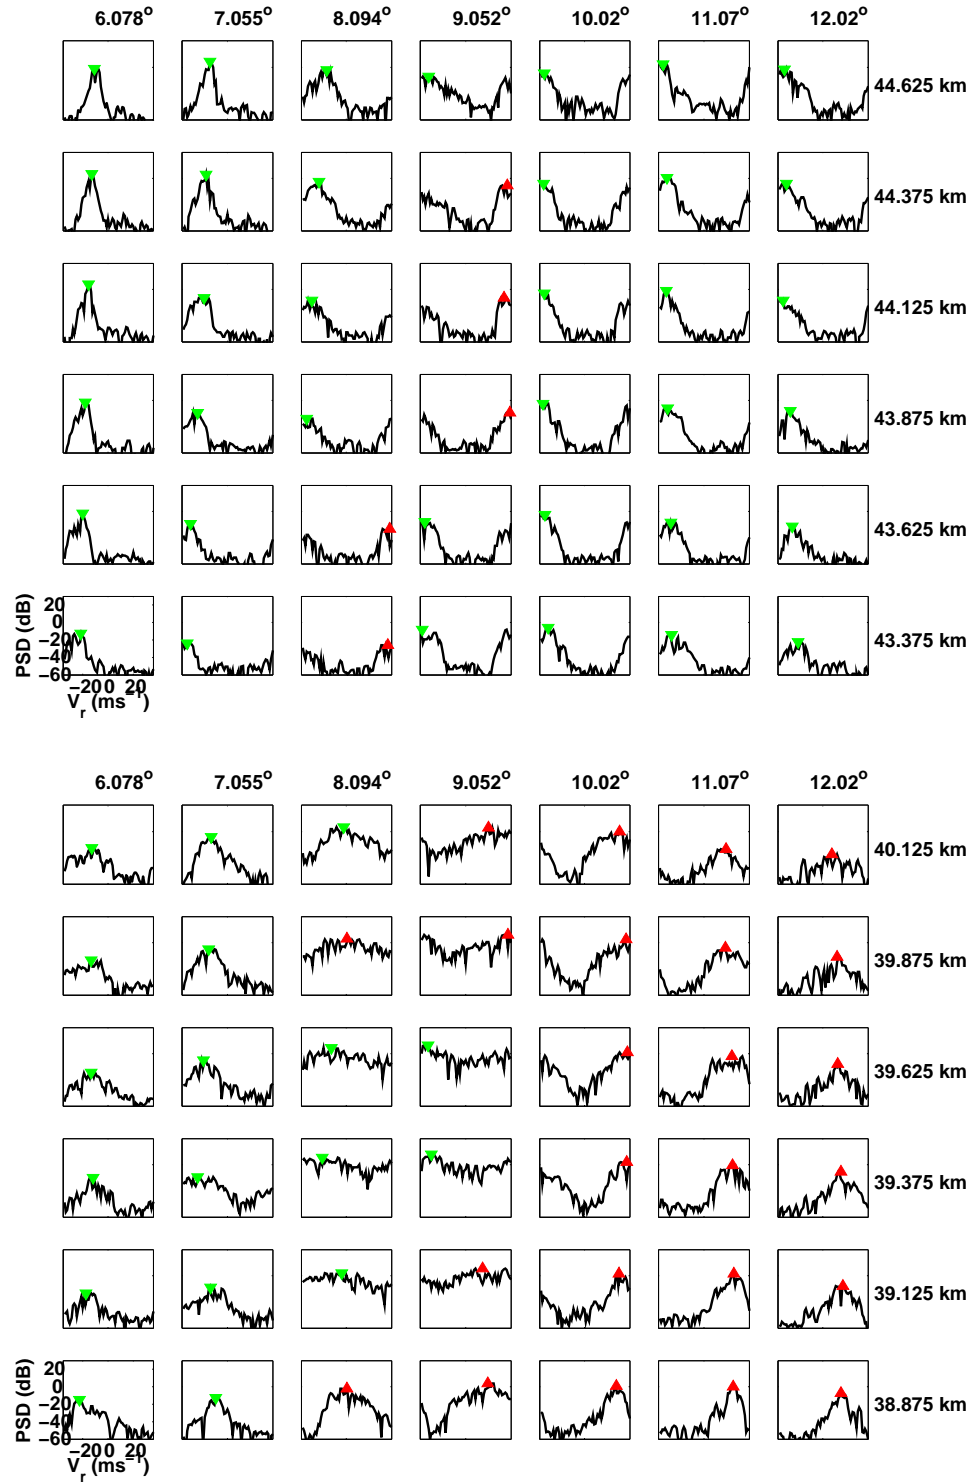 6.078° 7.055° 8.094° 9.052° 10.02° 11.07° 12.02°
44.625 km
44.375 km
44.125 km
43.875 km
43.625 km
43.375 km
PSD (dB)
20
0
−20
−40
−60
−20 0 20
V_r (ms⁻¹)
6.078° 7.055° 8.094° 9.052° 10.02° 11.07° 12.02°
40.125 km
39.875 km
39.625 km
39.375 km
39.125 km
38.875 km
PSD (dB)
20
0
−20
−40
−60
−20 0 20
V_r (ms⁻¹)